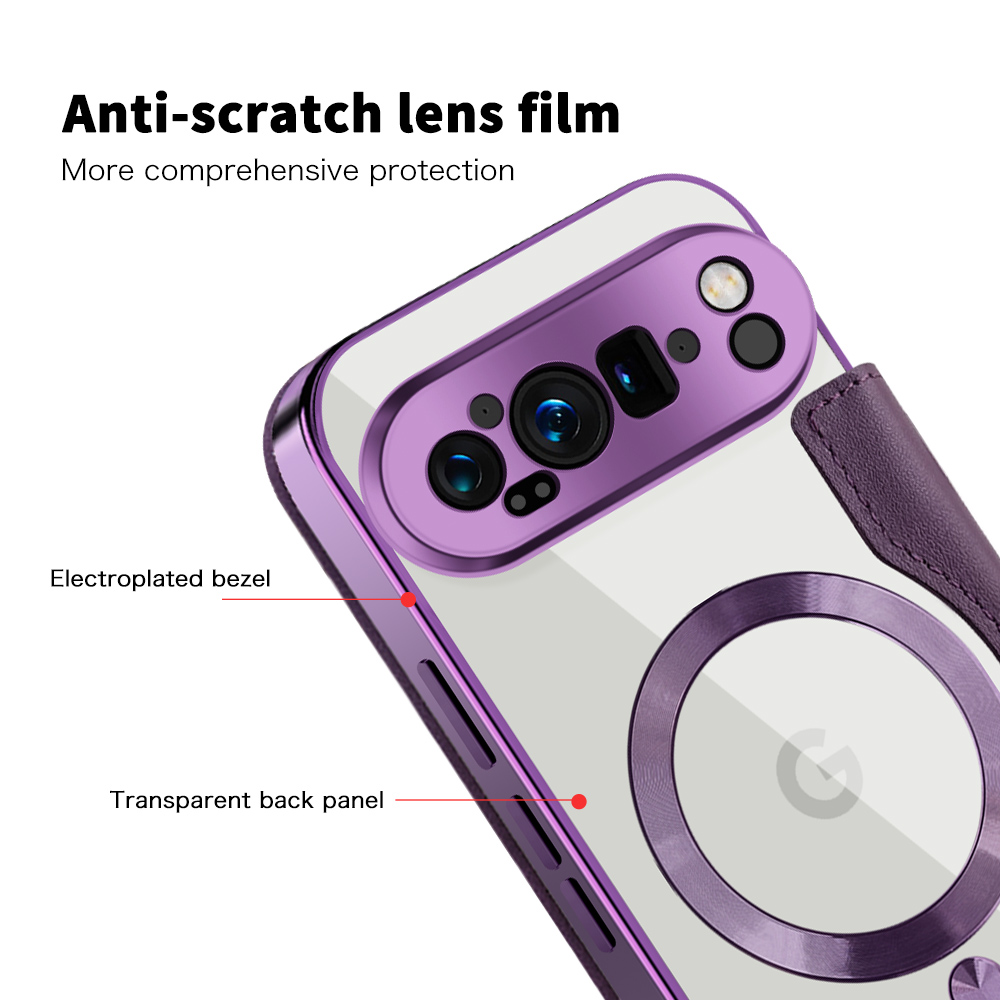 Anti-scratch lens film
More comprehensive protection
Electroplated bezel
Transparent back panel